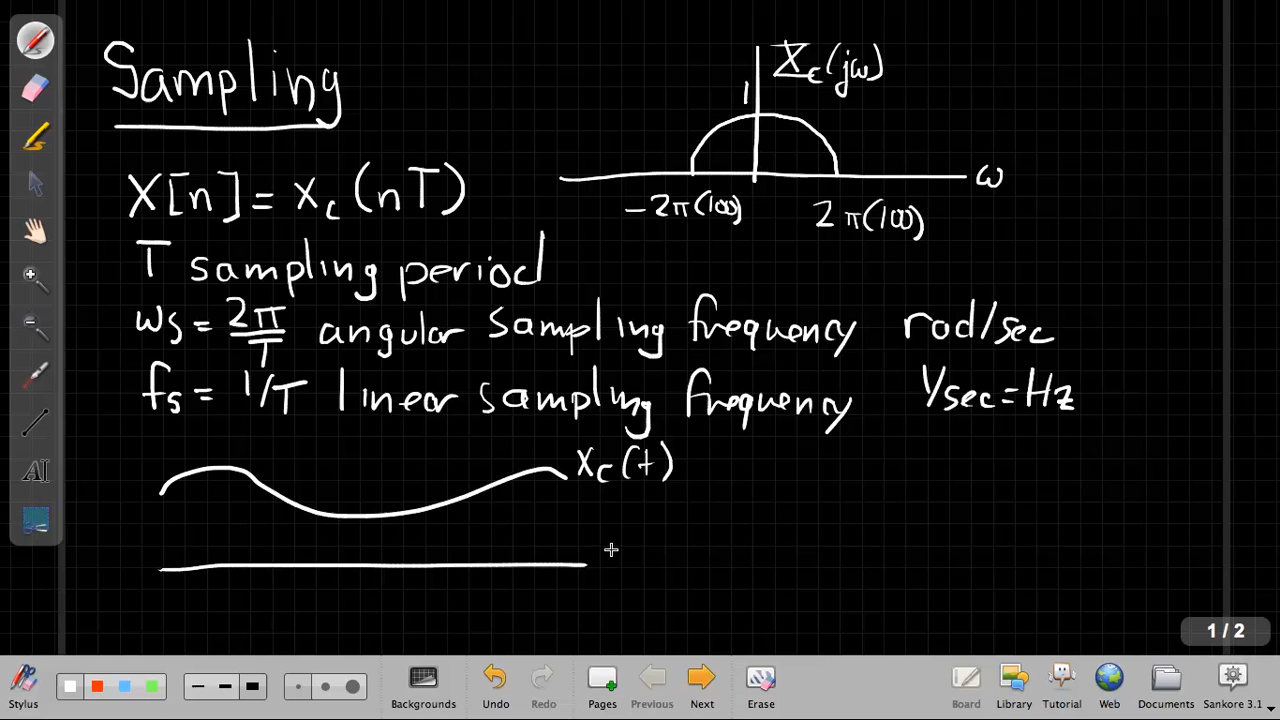 Sampling
X[n] = x_c(nT)
T sampling period
ωs = 2π/T angular sampling frequency rad/sec
fs = 1/T linear sampling frequency 1/sec = Hz
x_c(t)
X_c(jω)
1
ω
-2π(100)
2π(100)
1 / 2
Stylus
Backgrounds
Undo
Redo
Pages
Previous
Next
Erase
Board
Library
Tutorial
Web
Documents
Sankore 3.1